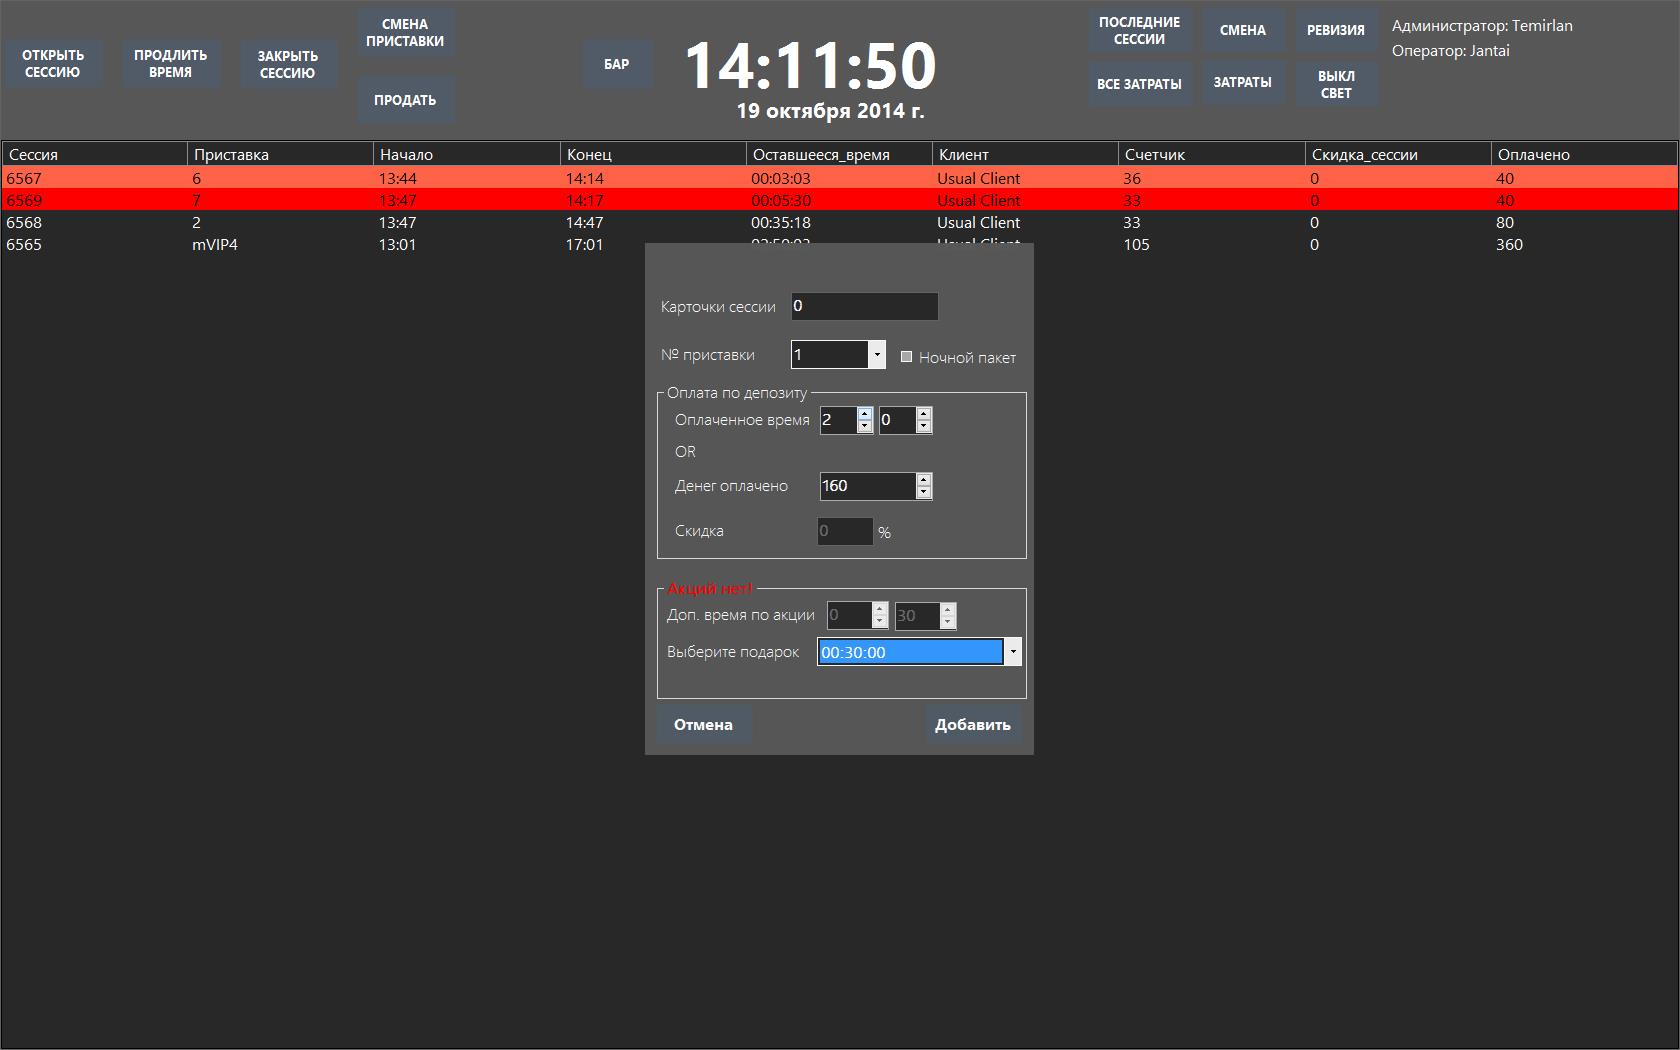 ОТКРЫТЬ
СЕССИЮ
ПРОДЛИТЬ
ВРЕМЯ
ЗАКРЫТЬ
СЕССИЮ
СМЕНА
ПРИСТАВКИ
ПРОДАТЬ
БАР
14:11:50
19 октября 2014 г.
ПОСЛЕДНИЕ
СЕССИИ
СМЕНА
РЕВИЗИЯ
ВСЕ ЗАТРАТЫ
ЗАТРАТЫ
ВЫКЛ
СВЕТ
Администратор: Temirlan
Оператор: Jantai
Сессия Приставка Начало Конец Оставшееся_время Клиент Счетчик Скидка_сессии Оплачено
6567 6 13:44 14:14 00:03:03 Usual Client 36 0 40
6569 7 13:47 14:17 00:05:30 Usual Client 33 0 40
6568 2 13:47 14:47 00:35:18 Usual Client 33 0 80
6565 mVIP4 13:01 17:01 Usual Client 105 0 360
Карточки сессии 0
№ приставки 1 Ночной пакет
Оплата по депозиту
Оплаченное время 2 0
OR
Денег оплачено 160
Скидка 0 %
Акций нет!
Доп. время по акции 0 30
Выберите подарок 00:30:00
Отмена Добавить